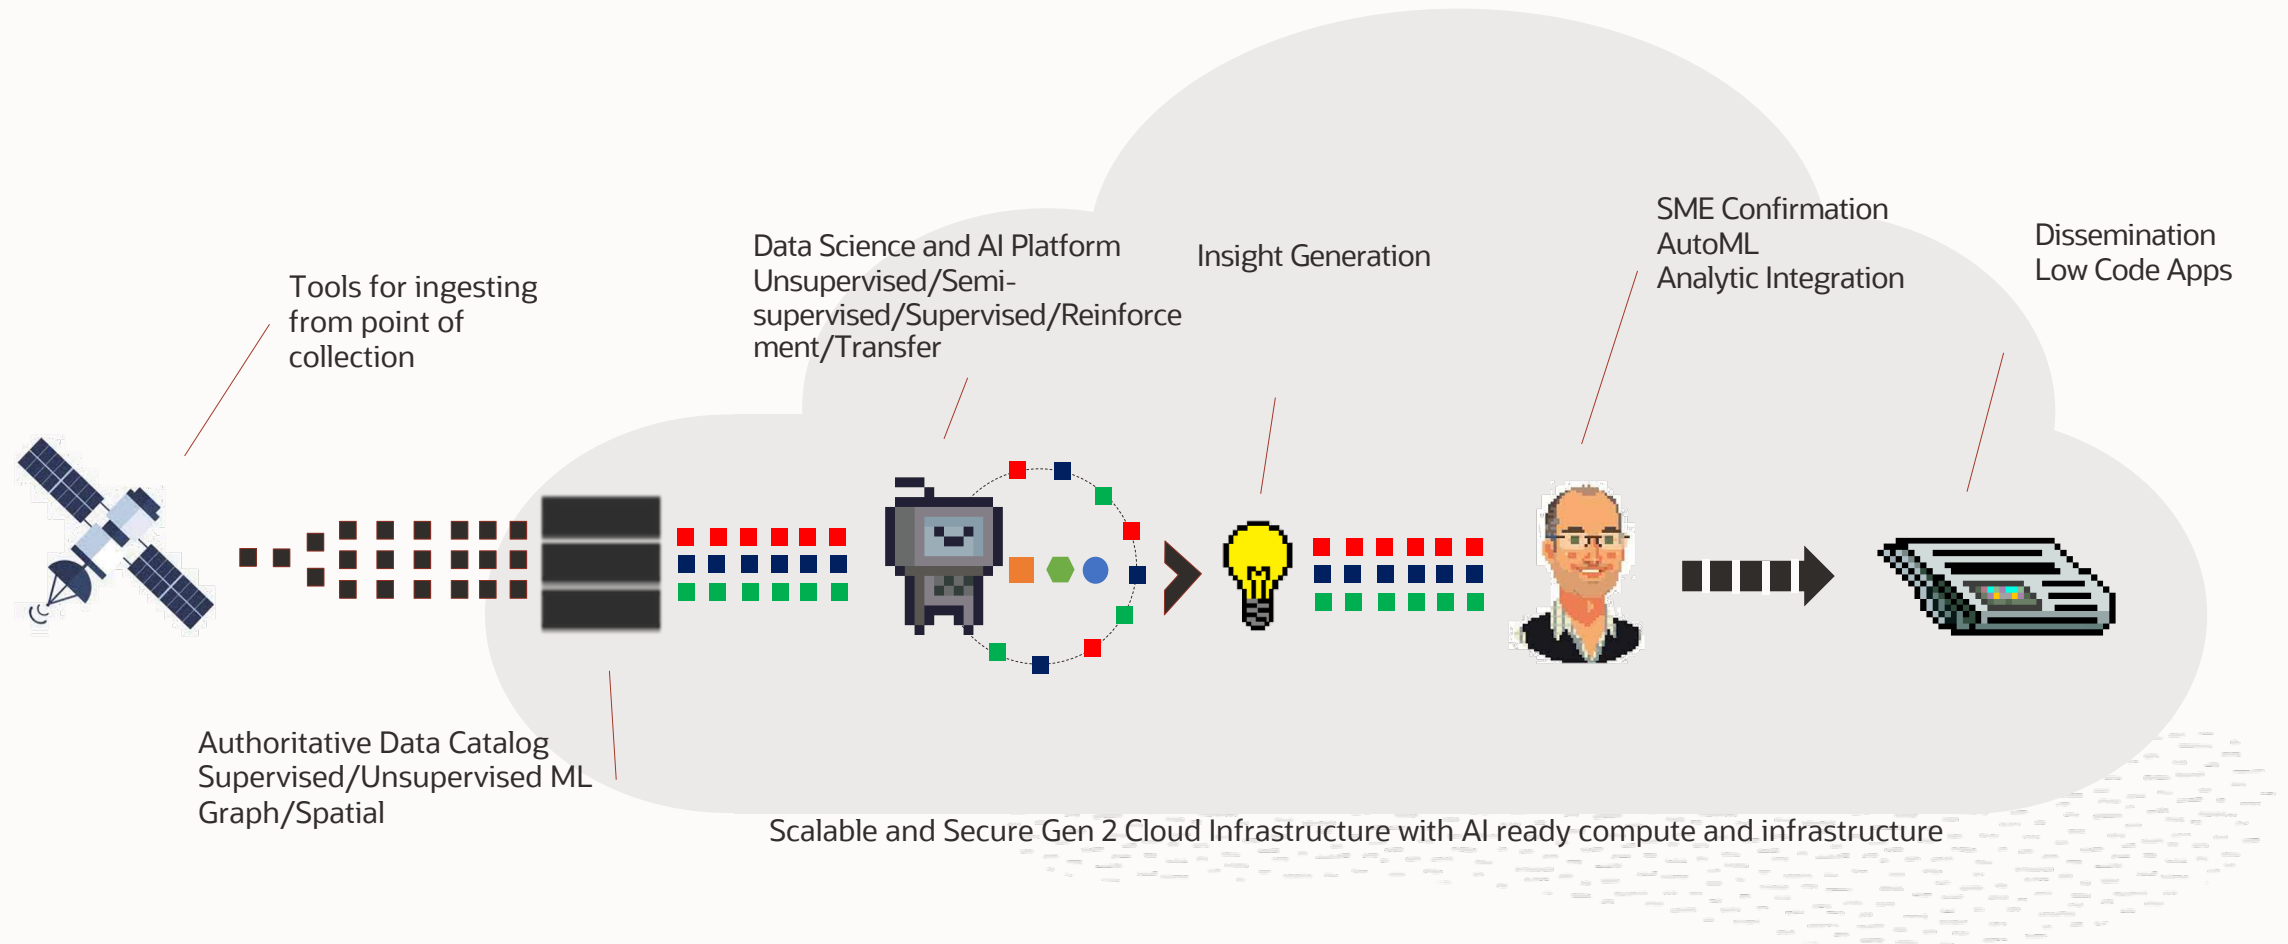 Tools for ingesting
from point of
collection
Authoritative Data Catalog
Supervised/Unsupervised ML
Graph/Spatial
Data Science and AI Platform
Unsupervised/Semi-
supervised/Supervised/Reinforce
ment/Transfer
Insight Generation
SME Confirmation
AutoML
Analytic Integration
Dissemination
Low Code Apps
Scalable and Secure Gen 2 Cloud Infrastructure with AI ready compute and infrastructure